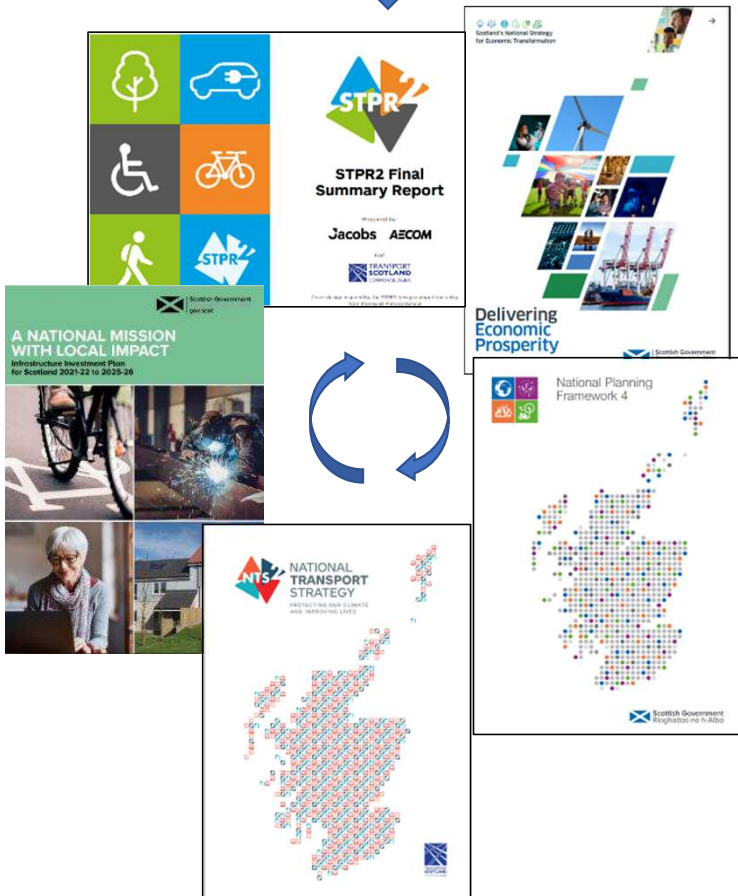 STPR2
STPR2 Final
Summary Report
Prepared by
Jacobs AECOM
For
TRANSPORT
SCOTLAND
STPR2
Scotland's National Strategy
for Economic Transformation
Delivering
Economic
Prosperity
Scottish Government
Scottish Government
gov.scot
A NATIONAL MISSION
WITH LOCAL IMPACT
Infrastructure Investment Plan
for Scotland 2021-22 to 2025-26
National Planning
Framework 4
Scottish Government
Riaghaltas na h-Alba
NTS2
NATIONAL
TRANSPORT
STRATEGY
PROTECTING OUR CLIMATE
AND IMPROVING LIVES
TRANSPORT
SCOTLAND